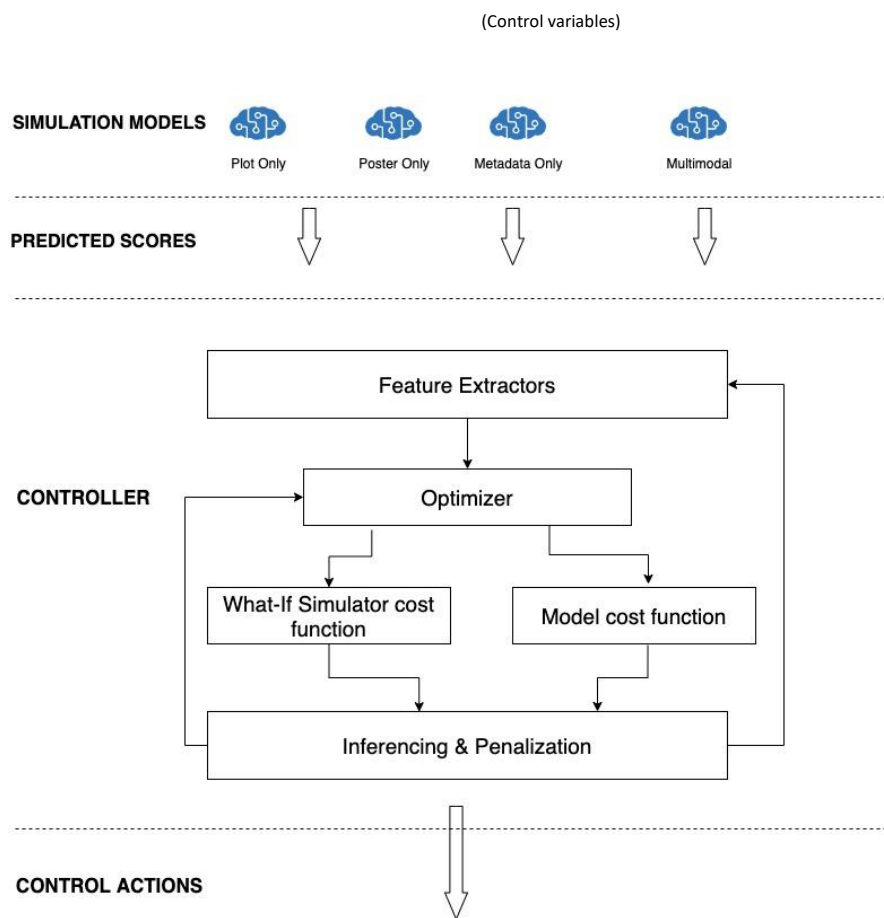 (Control variables)
SIMULATION MODELS
Plot Only
Poster Only
Metadata Only
Multimodal
PREDICTED SCORES
Feature Extractors
CONTROLLER
Optimizer
What-If Simulator cost
function
Model cost function
Inferencing & Penalization
CONTROL ACTIONS